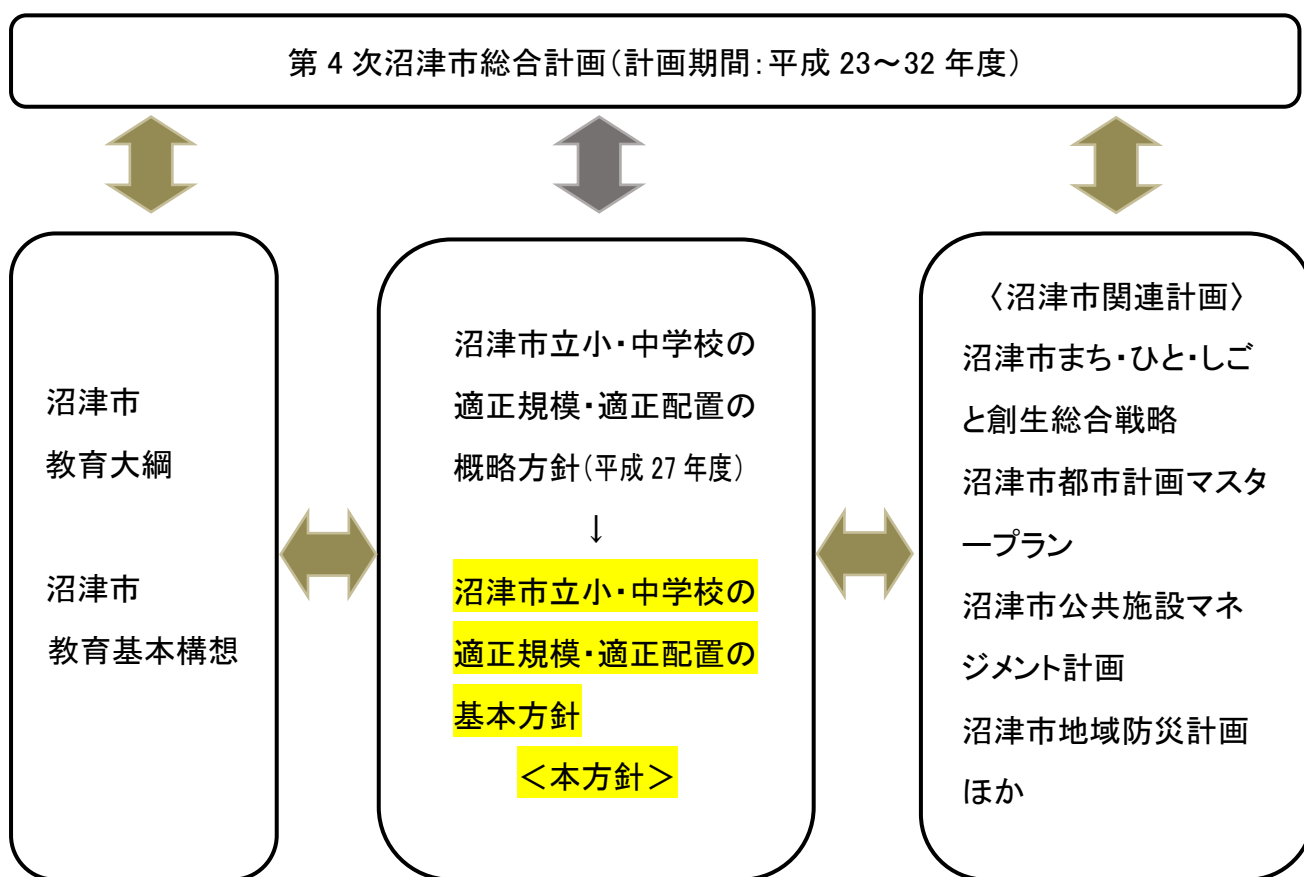 第4次沼津市総合計画(計画期間:平成 23～32 年度)
沼津市
教育大綱
沼津市
教育基本構想
沼津市立小・中学校の
適正規模・適正配置の
概略方針(平成 27 年度)
↓
沼津市立小・中学校の
適正規模・適正配置の
基本方針
＜本方針＞
〈沼津市関連計画〉
沼津市まち・ひと・しご
と創生総合戦略
沼津市都市計画マスタ
ープラン
沼津市公共施設マネ
ジメント計画
沼津市地域防災計画
ほか